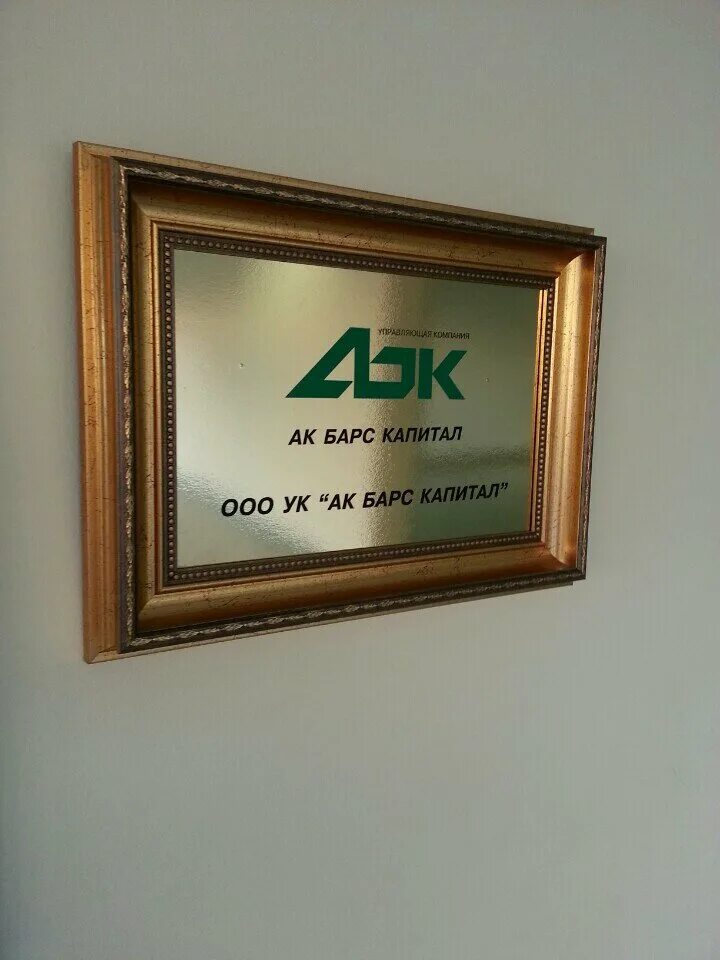 УПРАВЛЯЮЩАЯ КОМПАНИЯ
АБК
АК БАРС КАПИТАЛ
ООО УК "АК БАРС КАПИТАЛ"